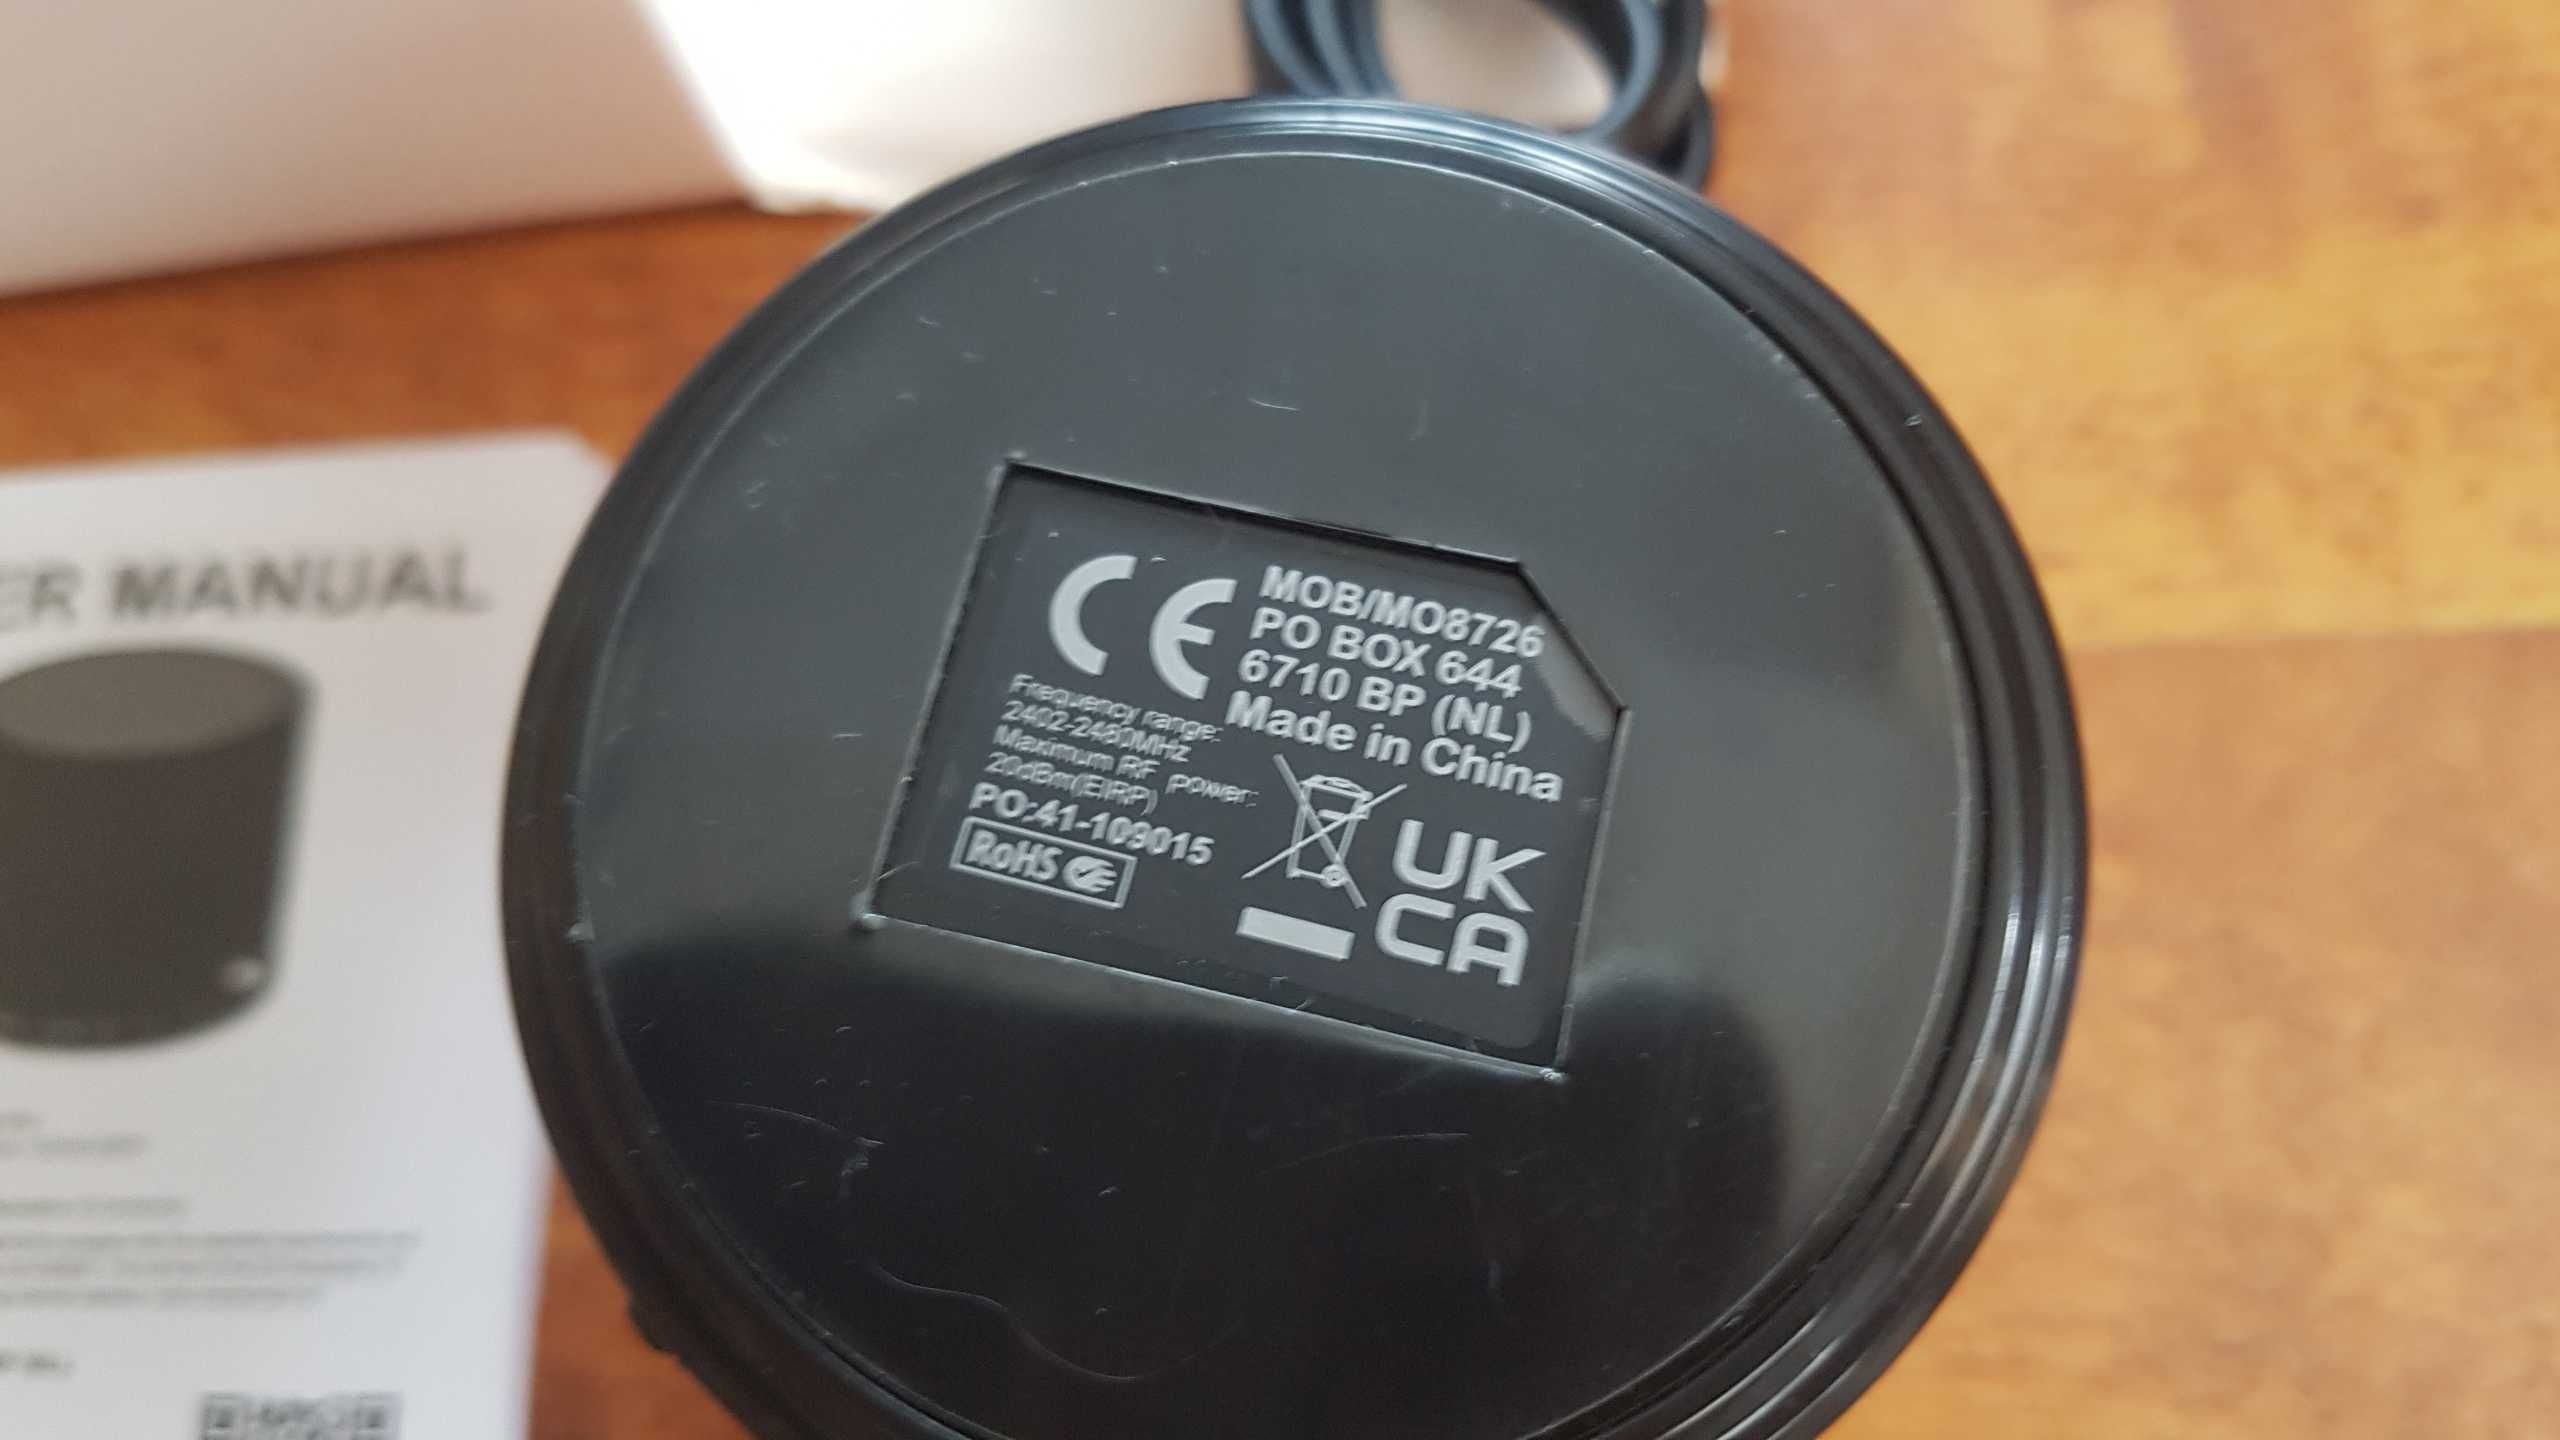 ER MANUAL
CE
MOB/MO8726
PO BOX 644
6710 BP (NL)
Made in China
Frequency range:
2402-2480MHz
Maximum RF power:
20dBm(EIRP)
PO:41-109015
RoHS
UK
CA